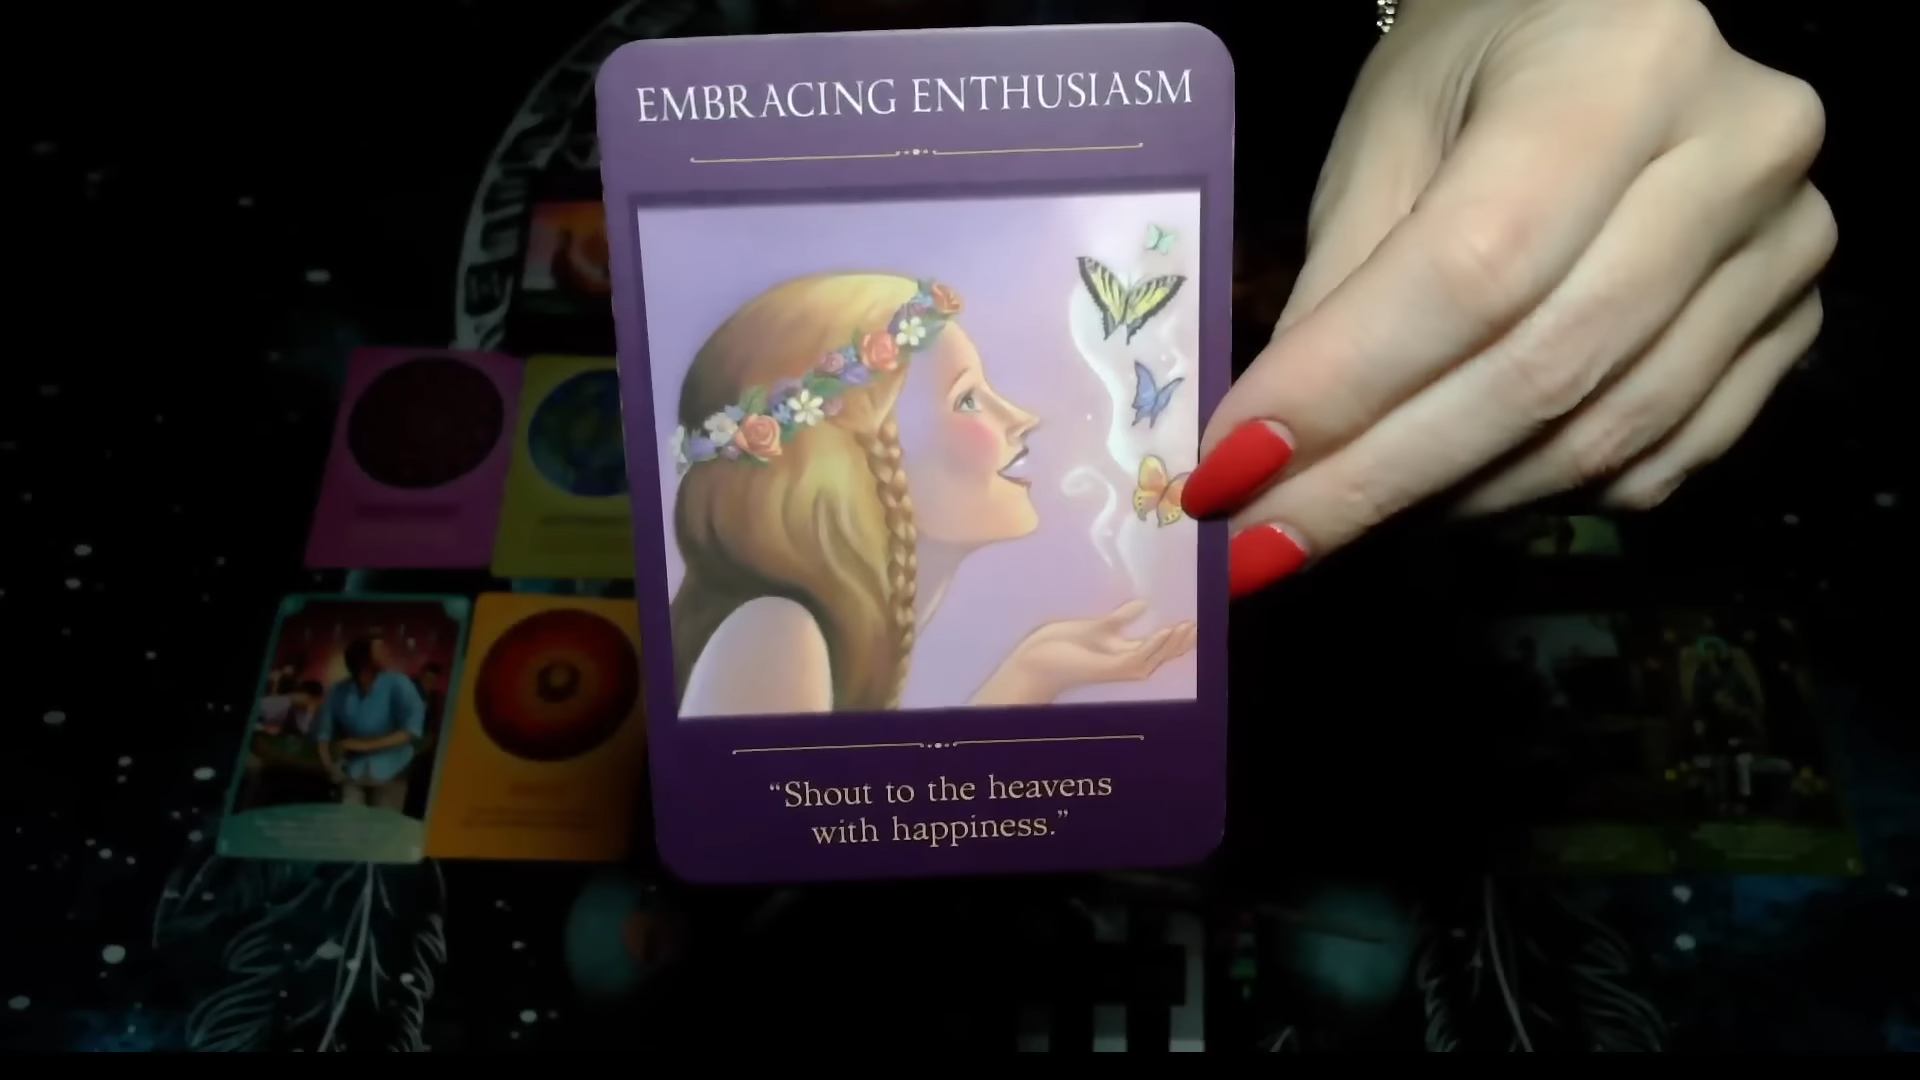 EMBRACING ENTHUSIASM
“Shout to the heavens
with happiness.”